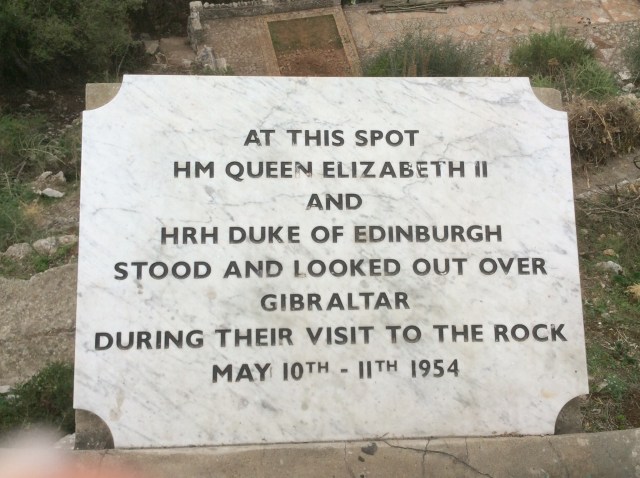 AT THIS SPOT
HM QUEEN ELIZABETH II
AND
HRH DUKE OF EDINBURGH
STOOD AND LOOKED OUT OVER
GIBRALTAR
DURING THEIR VISIT TO THE ROCK
MAY 10TH - 11TH 1954